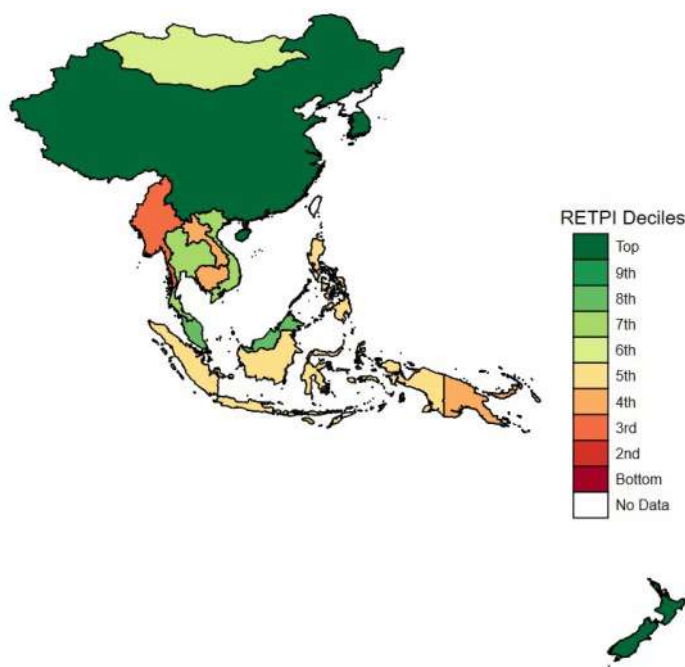 RETPI Deciles
Top
9th
8th
7th
6th
5th
4th
3rd
2nd
Bottom
No Data